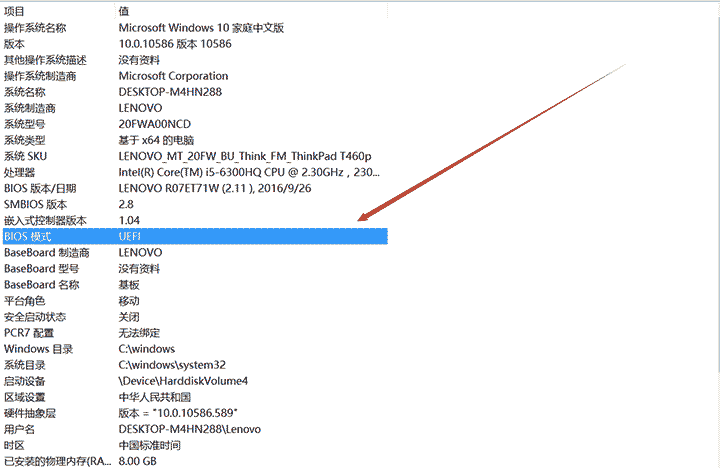 项目 值
操作系统名称 Microsoft Windows 10 家庭中文版
版本 10.0.10586 版本 10586
其他操作系统描述 没有资料
操作系统制造商 Microsoft Corporation
系统名称 DESKTOP-M4HN288
系统制造商 LENOVO
系统型号 20FWA00NCD
系统类型 基于 x64 的电脑
系统 SKU LENOVO_MT_20FW_BU_Think_FM_ThinkPad T460p
处理器 Intel(R) Core(TM) i5-6300HQ CPU @ 2.30GHz，230...
BIOS 版本/日期 LENOVO R07ET71W (2.11 ), 2016/9/26
SMBIOS 版本 2.8
嵌入式控制器版本 1.04
BIOS 模式 UEFI
BaseBoard 制造商 LENOVO
BaseBoard 型号 没有资料
BaseBoard 名称 基板
平台角色 移动
安全启动状态 关闭
PCR7 配置 无法绑定
Windows 目录 C:\windows
系统目录 C:\windows\system32
启动设备 \Device\HarddiskVolume4
区域设置 中华人民共和国
硬件抽象层 版本 = "10.0.10586.589"
用户名 DESKTOP-M4HN288\Lenovo
时区 中国标准时间
已安装的物理内存(RA... 8.00 GB